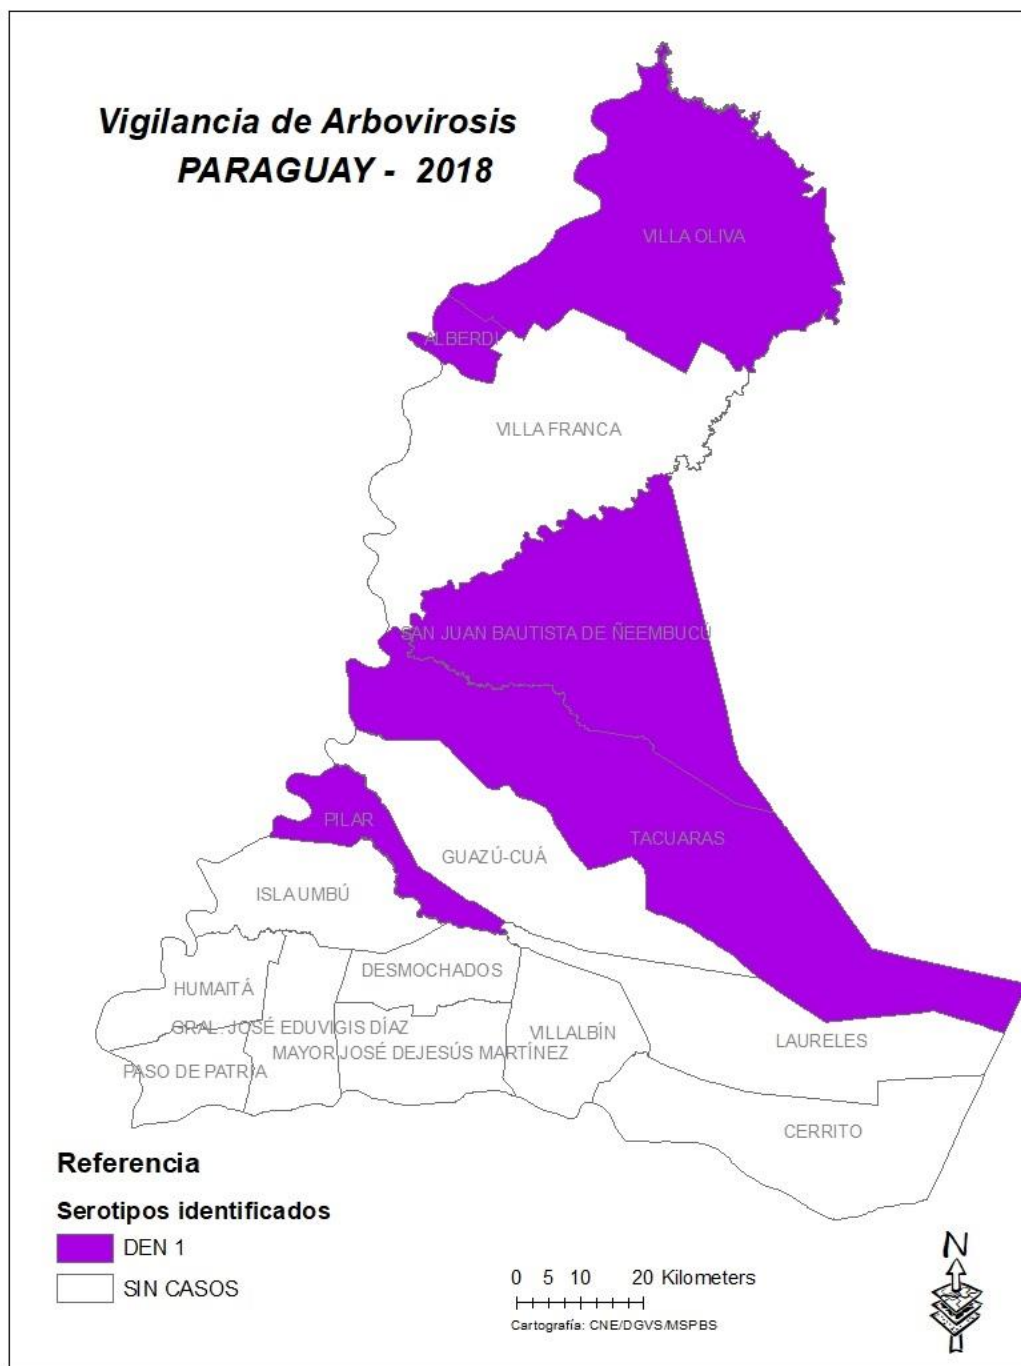 Vigilancia de Arbovirosis
PARAGUAY - 2018
VILLA OLIVA
ALBERDI
VILLA FRANCA
SAN JUAN BAUTISTA DE ÑEEMBUCÚ
PILAR
TACUARAS
GUAZÚ-CUÁ
ISLA UMBÚ
DESMOCHADOS
HUMAITÁ
GRAL. JOSÉ EDUVIGIS DÍAZ
VILLALBÍN
LAURELES
MAYOR JOSÉ DEJESÚS MARTÍNEZ
PASO DE PATRIA
CERRITO
Referencia
Serotipos identificados
DEN 1
SIN CASOS
0 5 10 20 Kilometers
Cartografía: CNE/DGVS/MSPBS
N